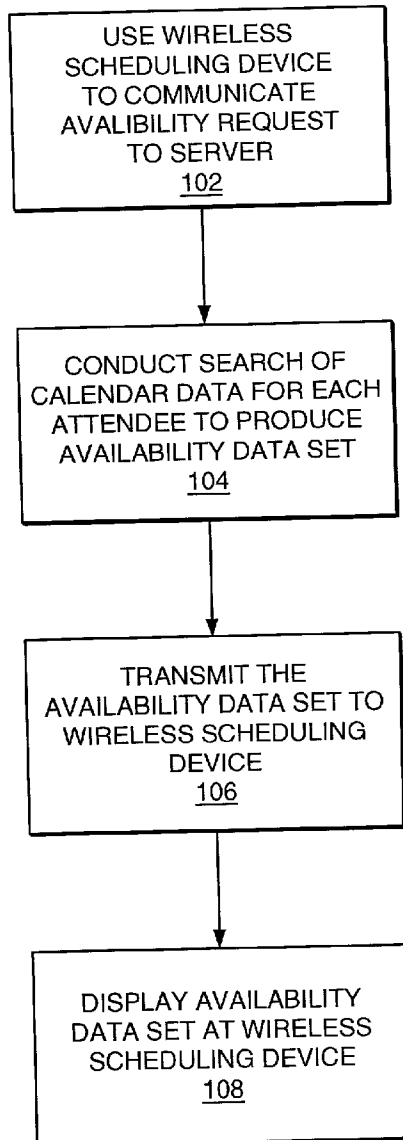 USE WIRELESS
SCHEDULING DEVICE
TO COMMUNICATE
AVALIBILITY REQUEST
TO SERVER
102
CONDUCT SEARCH OF
CALENDAR DATA FOR EACH
ATTENDEE TO PRODUCE
AVAILABILITY DATA SET
104
TRANSMIT THE
AVAILABILITY DATA SET TO
WIRELESS SCHEDULING
DEVICE
106
DISPLAY AVAILABILITY
DATA SET AT WIRELESS
SCHEDULING DEVICE
108